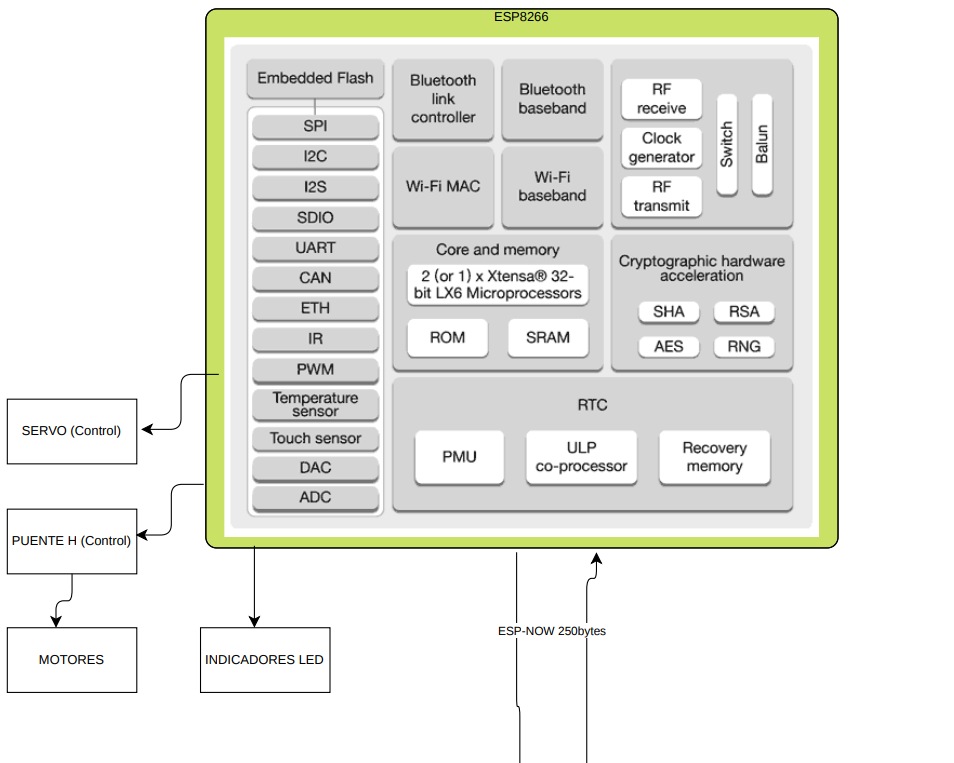 ESP8266
Embedded Flash
SPI
I2C
I2S
SDIO
UART
CAN
ETH
IR
PWM
Temperature
sensor
Touch sensor
DAC
ADC
Bluetooth
link
controller
Bluetooth
baseband
Wi-Fi MAC
Wi-Fi
baseband
RF
receive
Clock
generator
RF
transmit
Switch
Balun
Core and memory
2 (or 1) x Xtensa® 32-
bit LX6 Microprocessors
ROM
SRAM
Cryptographic hardware
acceleration
SHA
RSA
AES
RNG
RTC
PMU
ULP
co-processor
Recovery
memory
SERVO (Control)
PUENTE H (Control)
MOTORES
INDICADORES LED
ESP-NOW 250bytes